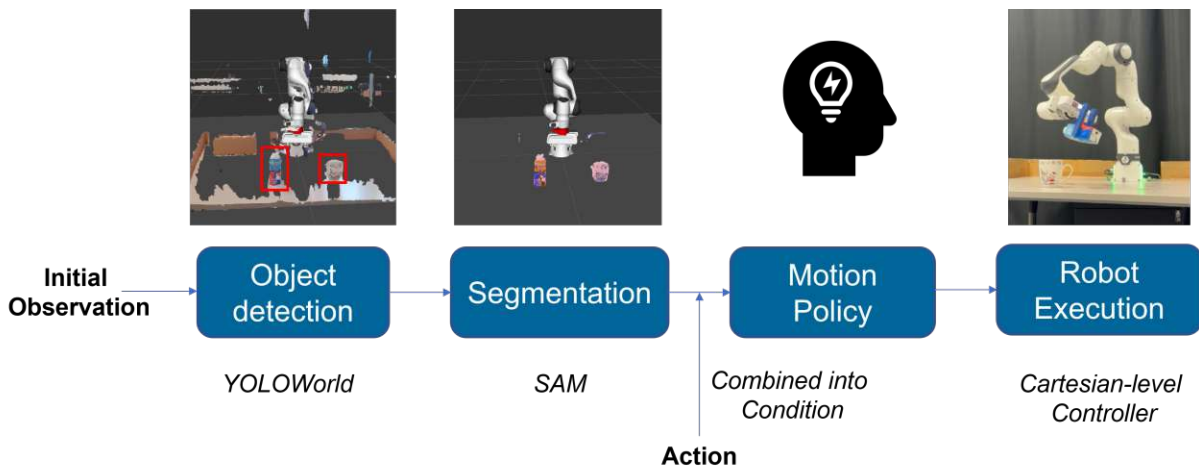 Initial
Observation
Object
detection
Segmentation
Motion
Policy
Robot
Execution
YOLOWorld
SAM
Combined into
Condition
Cartesian-level
Controller
Action